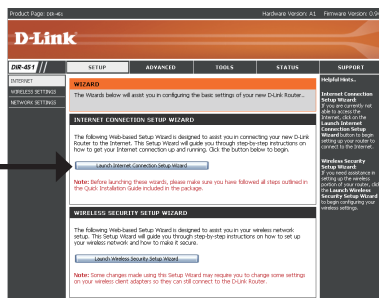 Product Page: DIR-451
Hardware Version: A1 Firmware Version: 0.9
D-Link
DIR-451
SETUP
ADVANCED
TOOLS
STATUS
SUPPORT
INTERNET
WIRELESS SETTINGS
NETWORK SETTINGS
WIZARD
The Wizards below will assist you in configuring the basic settings of your new D-Link Router..
INTERNET CONNECTION SETUP WIZARD
The following Web-based Setup Wizard is designed to assist you in connecting your new D-Link
Router to the Internet. This Setup Wizard will guide you through step-by-step instructions on
how to get your Internet connection up and running. Click the button below to begin.
Launch Internet Connection Setup Wizard
Note: Before launching these wizards, please make sure you have followed all steps outlined in
the Quick Installation Guide included in the package.
WIRELESS SECURITY SETUP WIZARD
The following Web-based Setup Wizard is designed to assist you in your wireless network
setup. This Setup Wizard will guide you through step-by-step instructions on how to set up
your wireless network and how to make it secure.
Launch Wireless Security Setup Wizard
Note: Some changes made using this Setup Wizard may require you to change some settings
on your wireless client adapters so they can still connect to the D-Link Router.
Helpful Hints..
Internet Connection
Setup Wizard:
If you are currently not
able to access the
Internet, click on the
Launch Internet
Connection Setup
Wizard button to begin
setting up your router to
connect to the Internet.
Wireless Security
Setup Wizard:
If you need assistance in
setting up the wireless
portion of your router, click
the Launch Wireless
Security Setup Wizard
to begin configuring your
wireless settings.